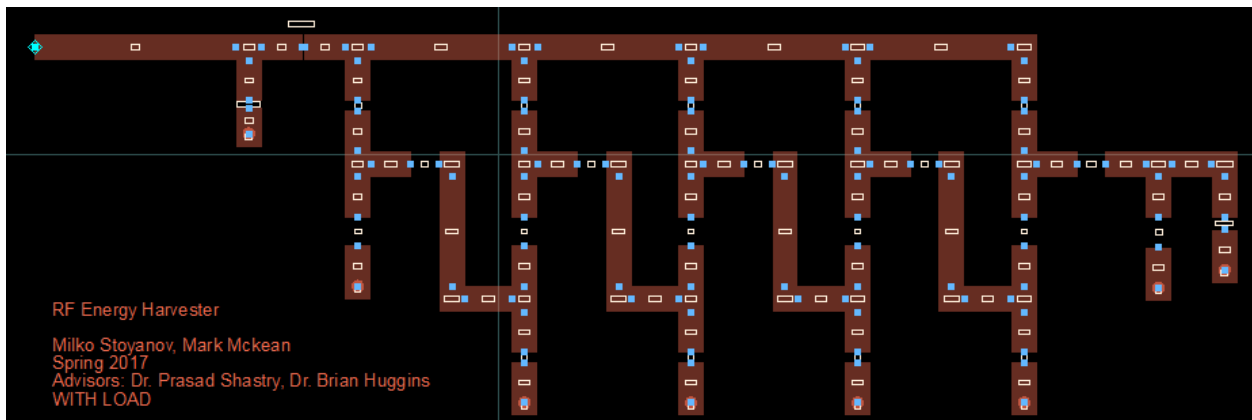 RF Energy Harvester
Milko Stoyanov, Mark Mckean
Spring 2017
Advisors: Dr. Prasad Shastry, Dr. Brian Huggins
WITH LOAD